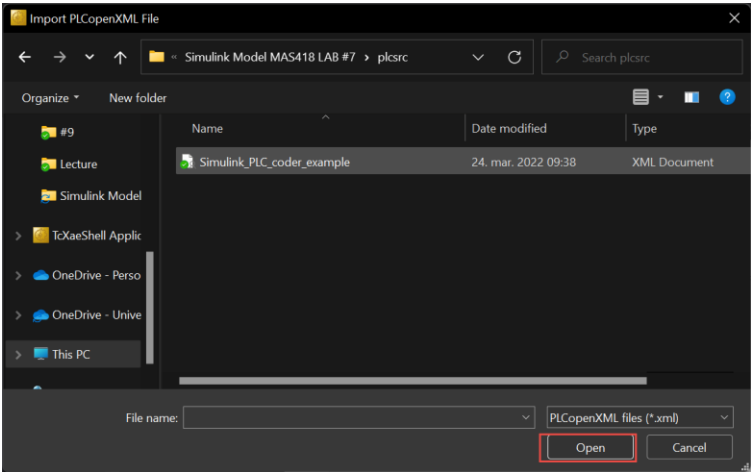 Import PLCopenXML File
« Simulink Model MAS418 LAB #7 › plcsrc
Search plcsrc
Organize
New folder
Name
Date modified
Type
#9
Lecture
Simulink Model
TcXaeShell Applic
OneDrive - Perso
OneDrive - Unive
This PC
Simulink_PLC_coder_example
24. mar. 2022 09:38
XML Document
File name:
PLCopenXML files (*.xml)
Open
Cancel